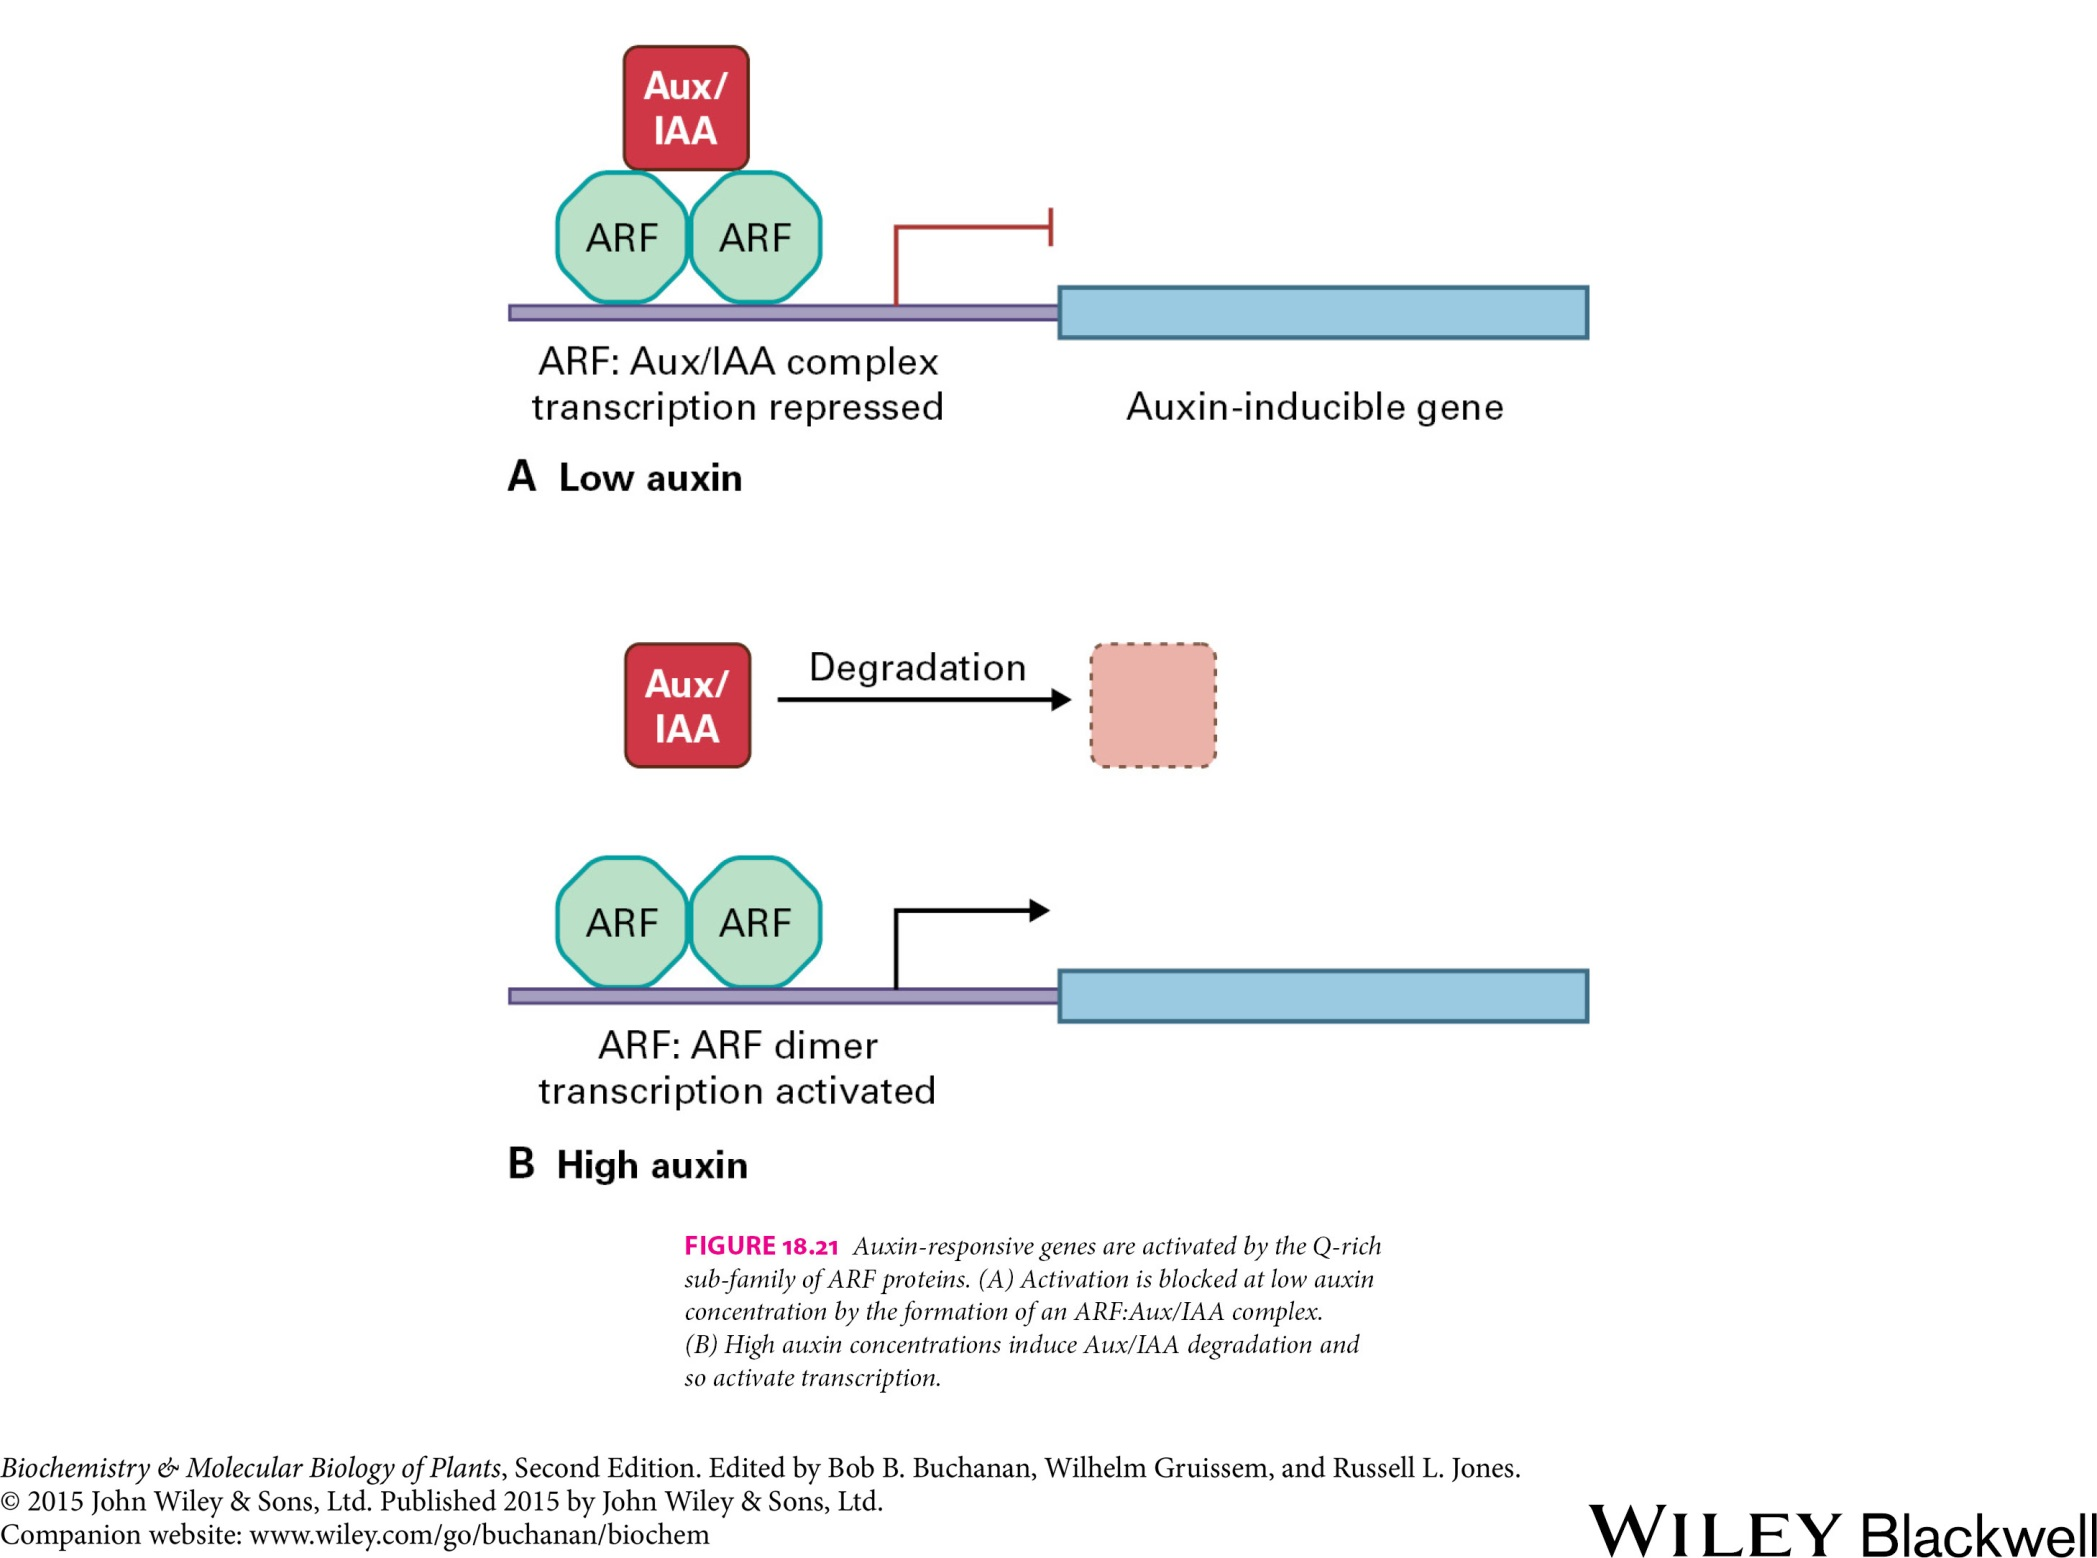 Aux/
IAA
ARF ARF
ARF: Aux/IAA complex
transcription repressed
Auxin-inducible gene
A Low auxin
Aux/
IAA
Degradation
ARF ARF
ARF: ARF dimer
transcription activated
B High auxin
FIGURE 18.21 Auxin-responsive genes are activated by the Q-rich
sub-family of ARF proteins. (A) Activation is blocked at low auxin
concentration by the formation of an ARF:Aux/IAA complex.
(B) High auxin concentrations induce Aux/IAA degradation and
so activate transcription.
Biochemistry & Molecular Biology of Plants, Second Edition. Edited by Bob B. Buchanan, Wilhelm Gruissem, and Russell L. Jones.
© 2015 John Wiley & Sons, Ltd. Published 2015 by John Wiley & Sons, Ltd.
Companion website: www.wiley.com/go/buchanan/biochem
WILEY Blackwell